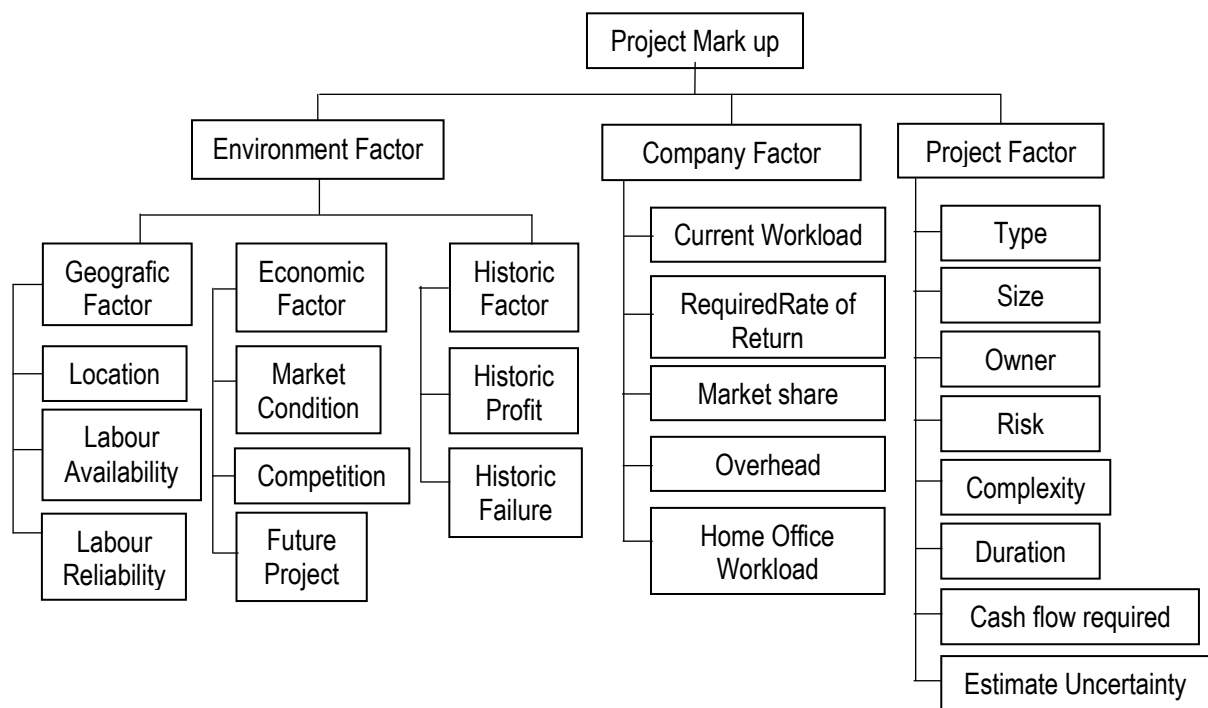 Project Mark up
Environment Factor
Company Factor
Project Factor
Geografic
Factor
Location
Labour
Availability
Labour
Reliability
Economic
Factor
Market
Condition
Competition
Future
Project
Historic
Factor
Historic
Profit
Historic
Failure
Current Workload
RequiredRate of
Return
Market share
Overhead
Home Office
Workload
Type
Size
Owner
Risk
Complexity
Duration
Cash flow required
Estimate Uncertainty